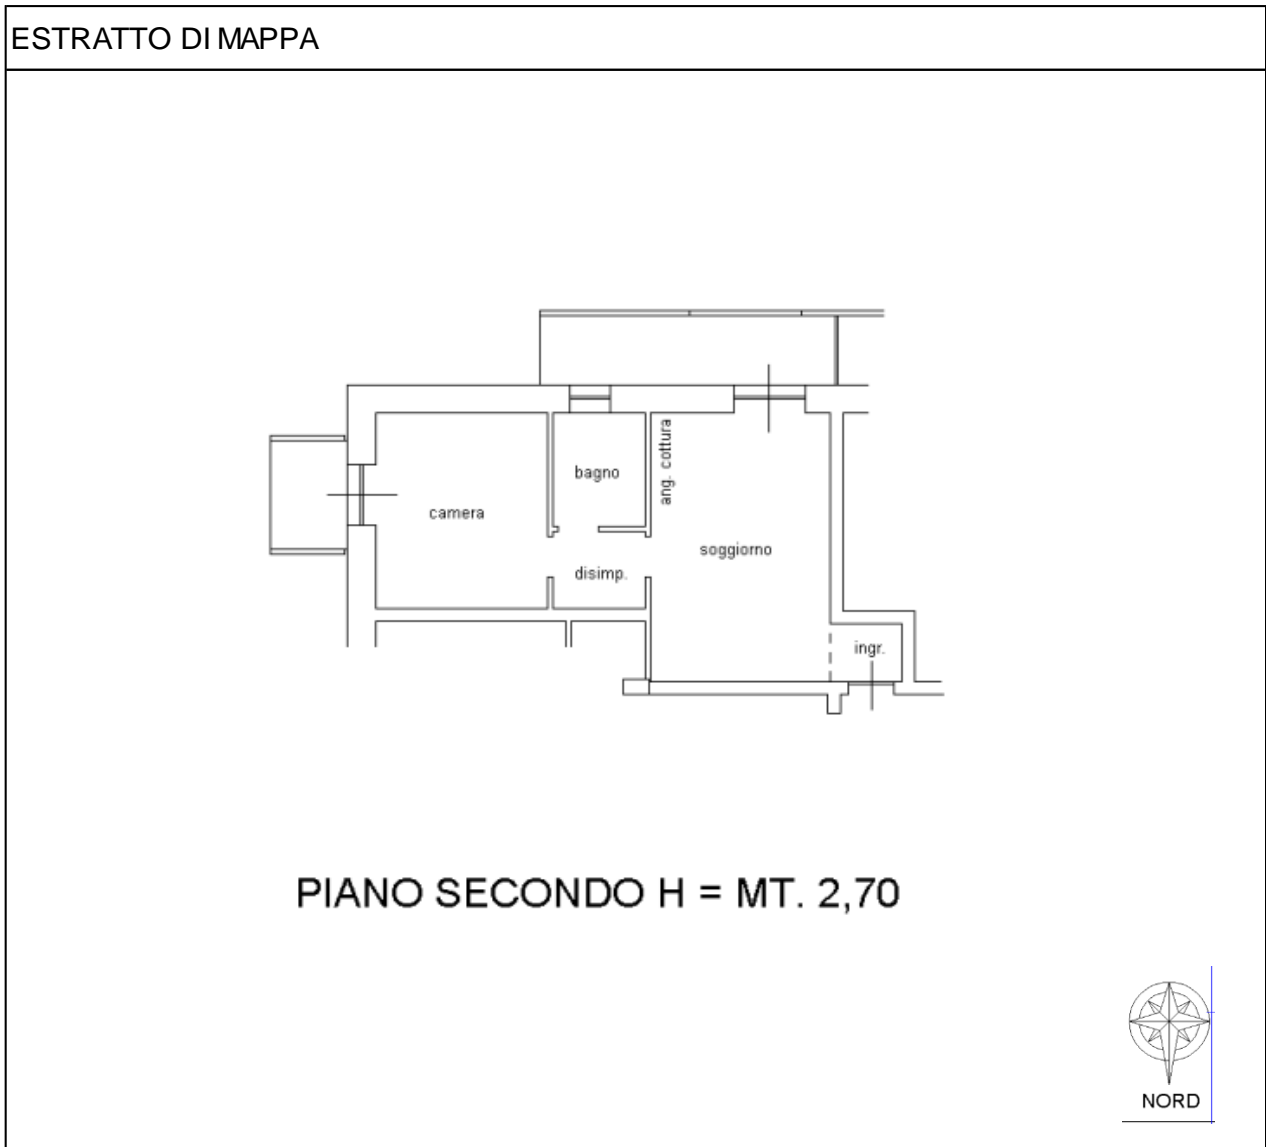 ESTRATTO DI MAPPA
ang. cottura
bagno
camera
soggiorno
disimp.
ingr.
PIANO SECONDO H = MT. 2,70
NORD